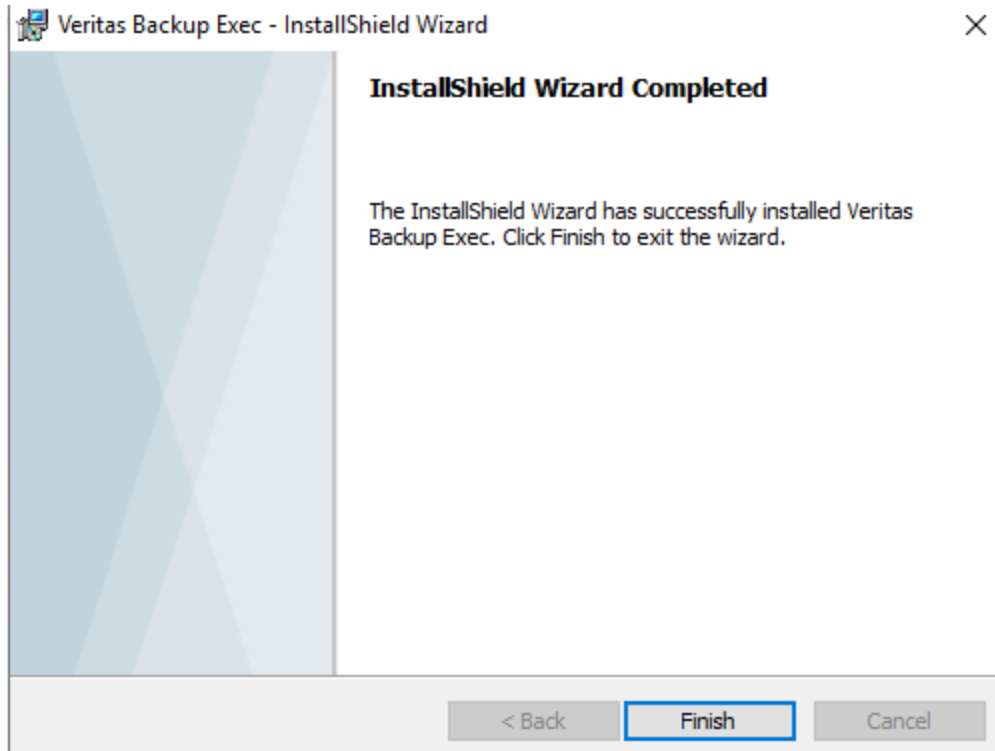 Veritas Backup Exec - InstallShield Wizard
InstallShield Wizard Completed
The InstallShield Wizard has successfully installed Veritas
Backup Exec. Click Finish to exit the wizard.
< Back
Finish
Cancel